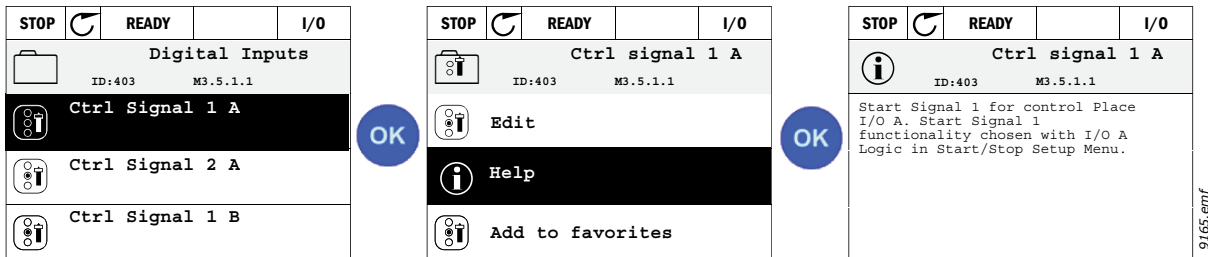 STOP READY I/O
Digital Inputs
ID:403 M3.5.1.1
Ctrl Signal 1 A
Ctrl Signal 2 A
Ctrl Signal 1 B
OK
STOP READY I/O
Ctrl signal 1 A
ID:403 M3.5.1.1
Edit
Help
Add to favorites
OK
STOP READY I/O
Ctrl signal 1 A
ID:403 M3.5.1.1
Start Signal 1 for control Place
I/O A. Start Signal 1
functionality chosen with I/O A
Logic in Start/Stop Setup Menu.
9165.emf